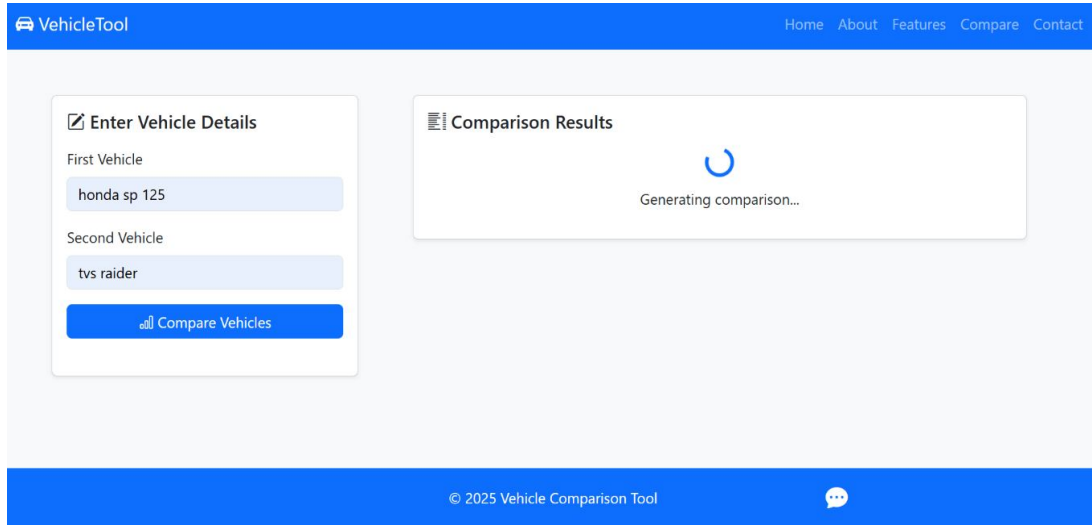 VehicleTool
Home About Features Compare Contact
Enter Vehicle Details
First Vehicle
honda sp 125
Second Vehicle
tvs raider
Compare Vehicles
Comparison Results
Generating comparison...
© 2025 Vehicle Comparison Tool